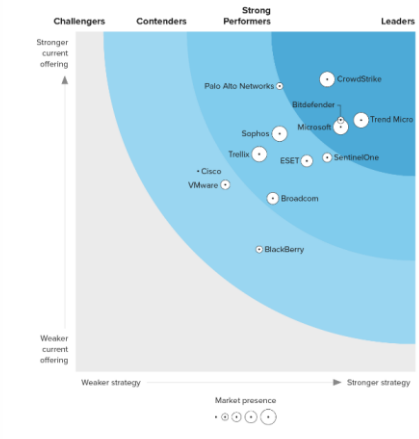 Challengers
Contenders
Strong
Performers
Leaders
Stronger
current
offering
CrowdStrike
Palo Alto Networks
Bitdefender
Trend Micro
Microsoft
Sophos
Trellix
ESET
SentinelOne
Cisco
VMware
Broadcom
BlackBerry
Weaker
current
offering
Weaker strategy
Stronger strategy
Market presence